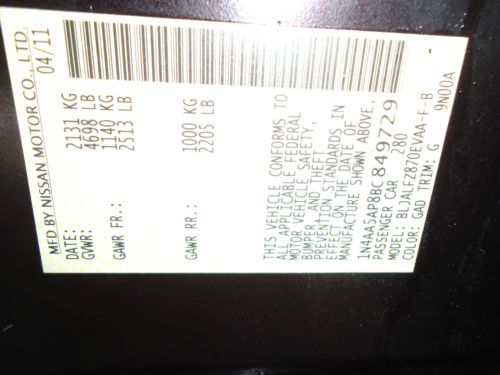 MFD BY NISSAN MOTOR CO., LTD.
DATE: 04/11
GVWR: 2131 KG
4698 LB
GAWR FR.: 1140 KG
2513 LB
GAWR RR.: 1000 KG
2205 LB
THIS VEHICLE CONFORMS TO
ALL APPLICABLE FEDERAL
MOTOR VEHICLE SAFETY,
BUMPER, AND THEFT
PREVENTION STANDARDS IN
EFFECT ON THE DATE OF
MANUFACTURE SHOWN ABOVE.
1N4AA5AP8BC849729
PASSENGER CAR 280
MODEL: BLJALFZ870EVAA-F-B
COLOR: GAD TRIM: G 9N00A